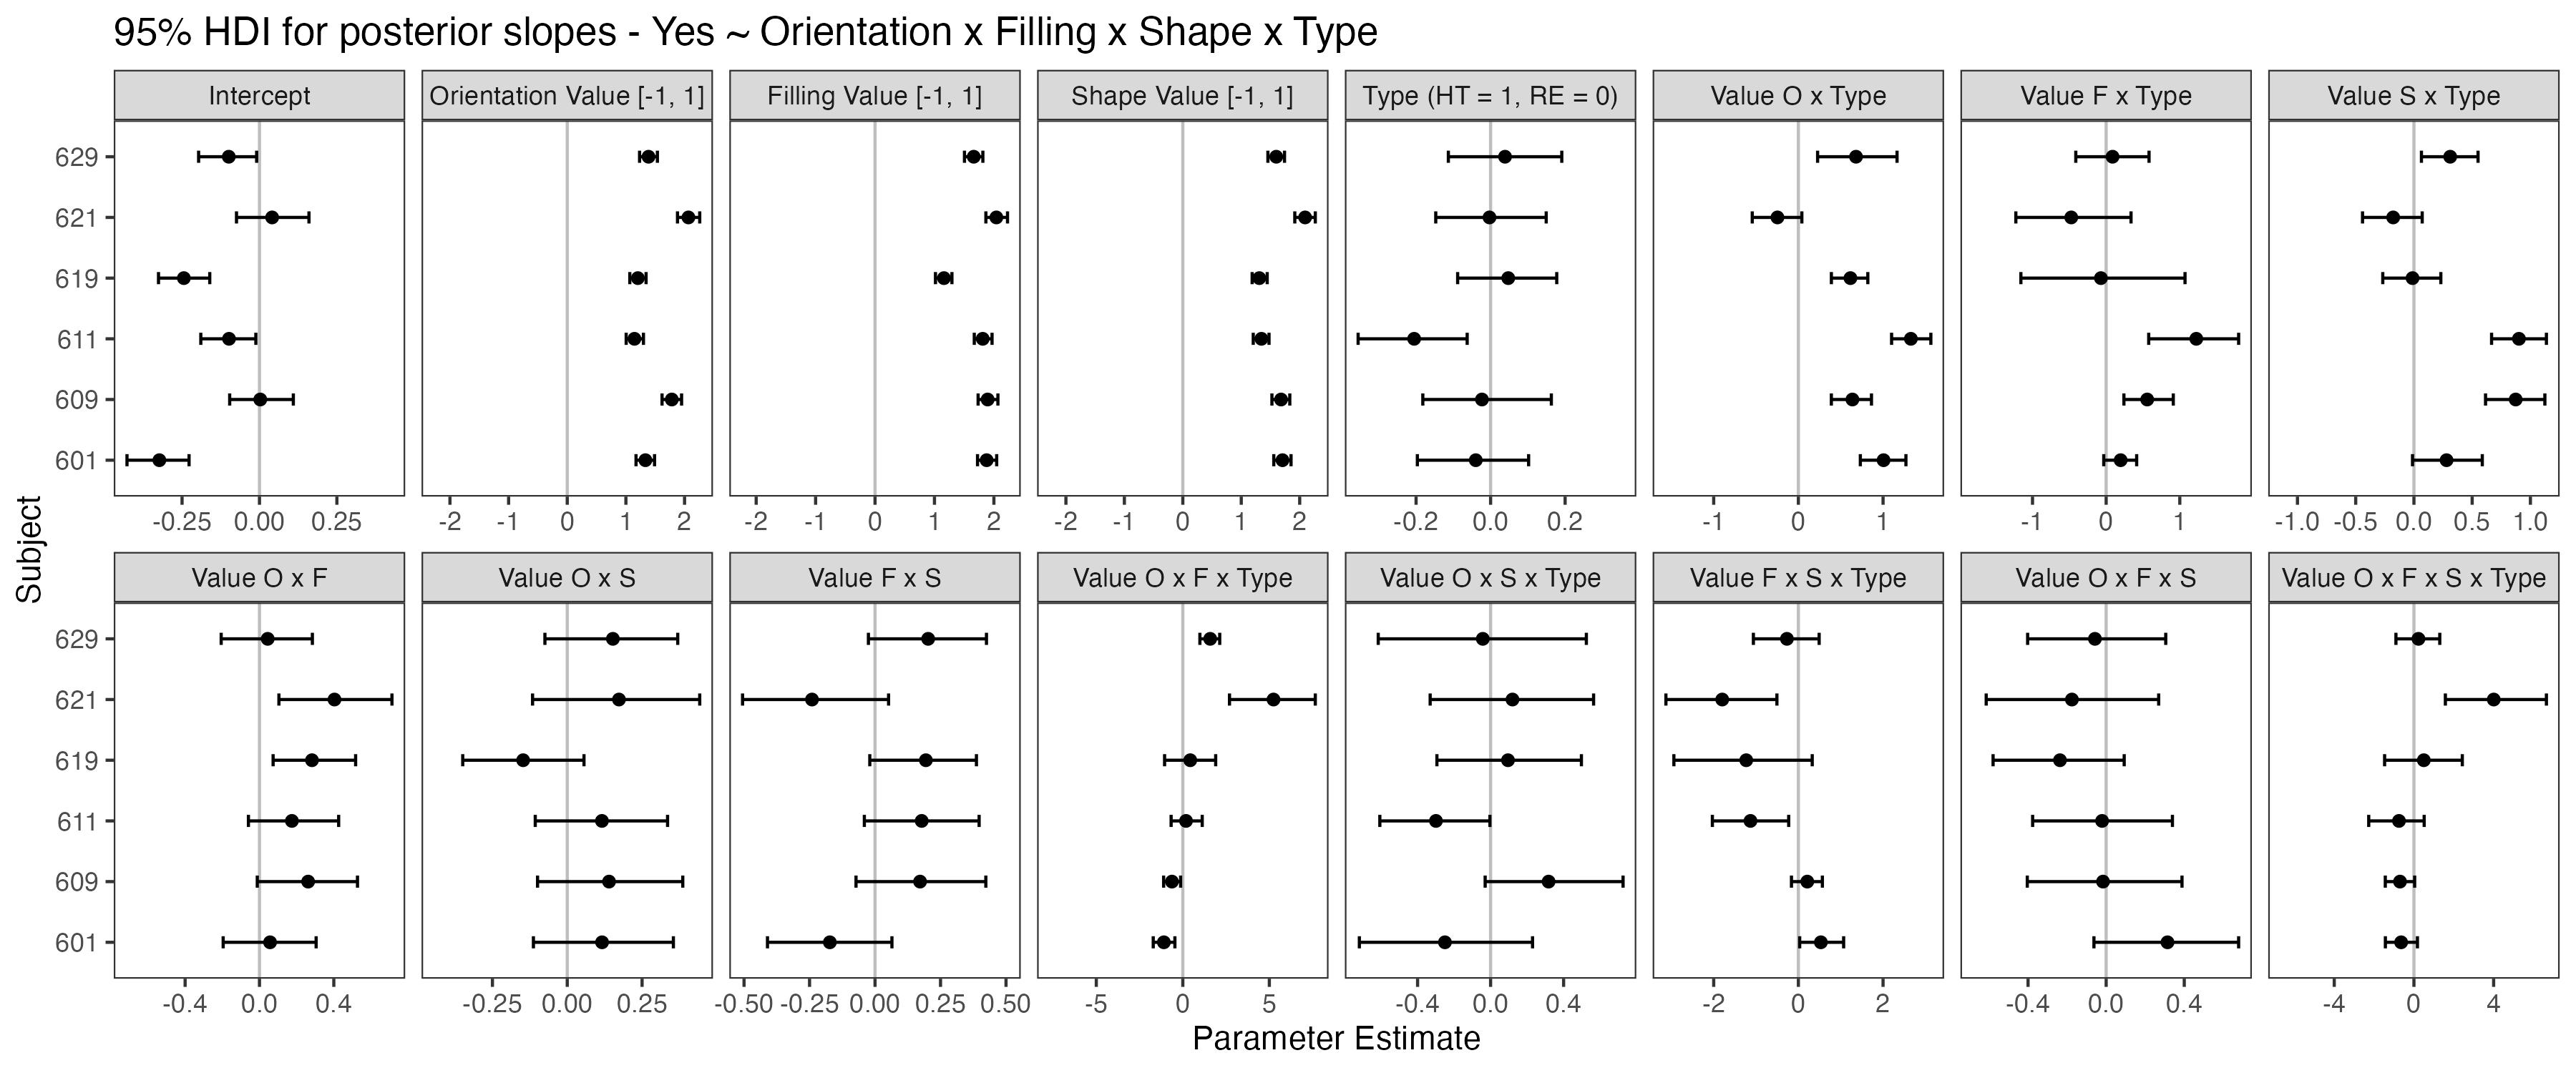 95% HDI for posterior slopes - Yes ~ Orientation x Filling x Shape x Type
Intercept
Orientation Value [-1, 1]
Filling Value [-1, 1]
Shape Value [-1, 1]
Type (HT = 1, RE = 0)
Value O x Type
Value F x Type
Value S x Type
629
621
619
611
609
601
-0.25 0.00 0.25
-2 -1 0 1 2
-2 -1 0 1 2
-2 -1 0 1 2
-0.2 0.0 0.2
-1 0 1
-1 0 1
-1.0 -0.5 0.0 0.5 1.0
Subject
Value O x F
Value O x S
Value F x S
Value O x F x Type
Value O x S x Type
Value F x S x Type
Value O x F x S
Value O x F x S x Type
629
621
619
611
609
601
-0.4 0.0 0.4
-0.25 0.00 0.25
-0.50 -0.25 0.00 0.25 0.50
-5 0 5
-0.4 0.0 0.4
-2 0 2
-0.4 0.0 0.4
-4 0 4
Parameter Estimate